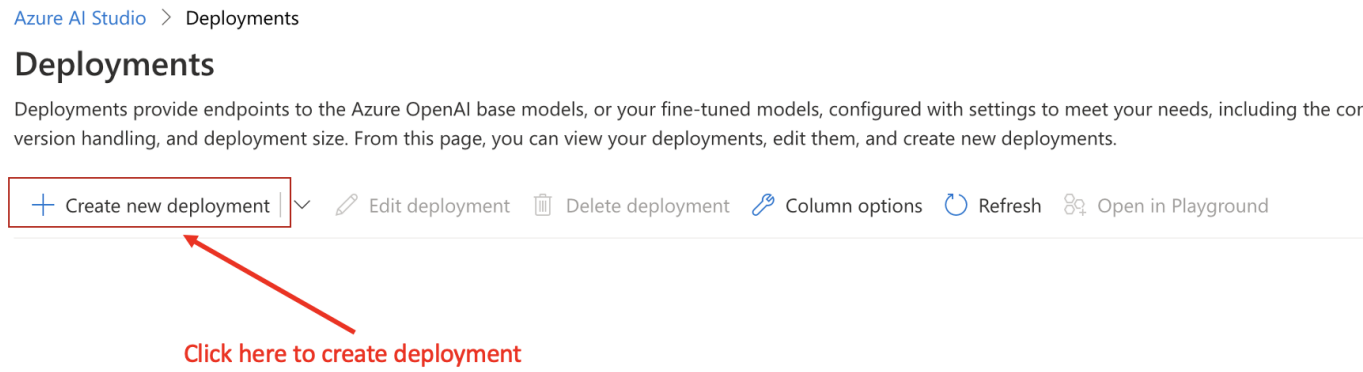 Azure AI Studio > Deployments
Deployments
Deployments provide endpoints to the Azure OpenAI base models, or your fine-tuned models, configured with settings to meet your needs, including the
version handling, and deployment size. From this page, you can view your deployments, edit them, and create new deployments.
Create new deployment Edit deployment Delete deployment Column options Refresh Open in Playground
Click here to create deployment